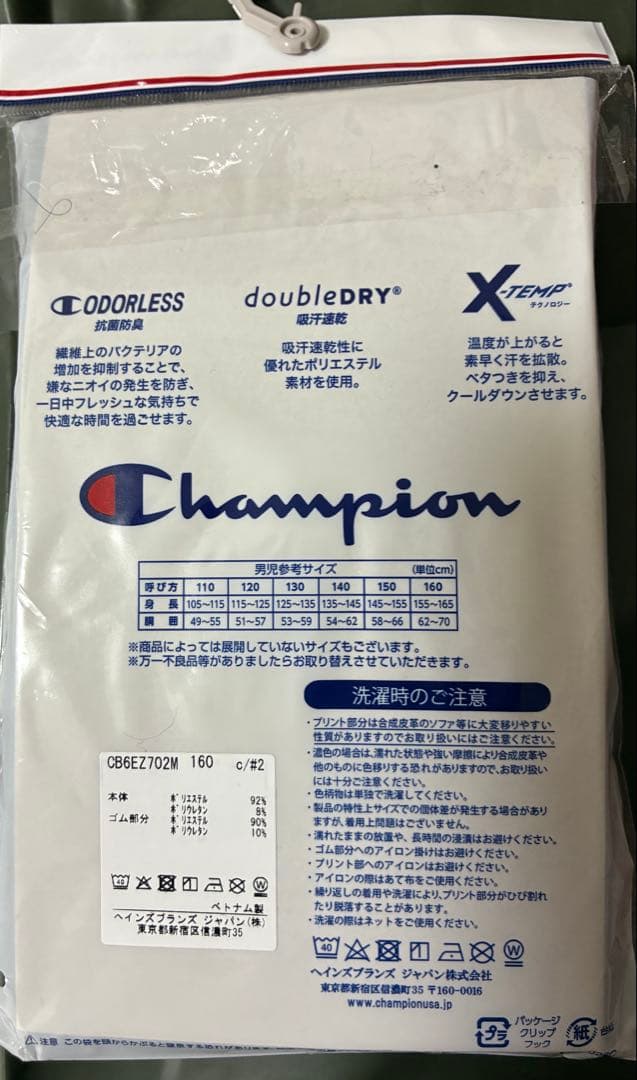 ODORLESS
抗菌防臭
繊維上のバクテリアの
増加を抑制することで、
嫌なニオイの発生を防ぎ、
一日中フレッシュな気持ちで
快適な時間を過ごせます。
doubleDRY®
吸汗速乾
吸汗速乾性に
優れたポリエステル
素材を使用。
X-TEMP®
テクノロジー
温度が上がると
素早く汗を拡散。
ベタつきを抑え、
クールダウンさせます。
Champion
男児参考サイズ (単位cm)
呼び方 110 120 130 140 150 160
身長 105~115 115~125 125~135 135~145 145~155 155~165
胴囲 49~55 51~57 53~59 54~62 58~66 62~70
※商品によっては展開していないサイズもございます。
※万一不良品等がありましたらお取り替えさせていただきます。
洗濯時のご注意
・プリント部分は合成皮革のソファ等に大変移りやすい
性質がありますのでお取り扱いにはご注意ください。
・濃色の場合は、濡れた状態や強い摩擦により合成皮革や
他のものに色移りする恐れがありますので、お取り扱い
には十分ご注意ください。
・色柄物は単独で洗濯してください。
・製品の特性上サイズでの個体差が発生する場合があり
ますが、着用上問題はございません。
・濡れたままの放置や、長時間の浸漬はお避けください。
・ゴム部分へのアイロン掛けはお避けください。
・プリント部へのアイロンはお避けください。
・アイロンの際はあて布をご使用ください。
・繰り返しの着用や洗濯により、プリント部分がひび割れ
たり脱落することがあります。
・洗濯の際はネットをご使用ください。
40 W
ヘインズブランズ ジャパン株式会社
東京都新宿区信濃町35 〒160-0016
www.championusa.jp
CB6EZ702M 160 c/#2
本体 ポリエステル 92%
ポリウレタン 8%
ゴム部分 ポリエステル 90%
ポリウレタン 10%
40 W
ベトナム製
ヘインズブランズ ジャパン(株)
東京都新宿区信濃町35
プラ
パッケージ
クリップ
フック
紙
注意 この袋を頭からかぶると窒息する恐れがあります